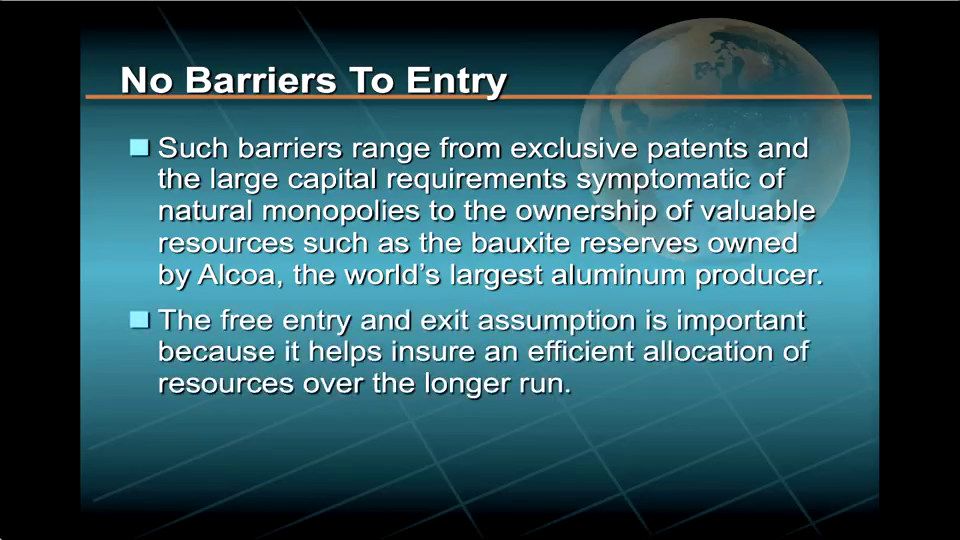 No Barriers To Entry
Such barriers range from exclusive patents and
the large capital requirements symptomatic of
natural monopolies to the ownership of valuable
resources such as the bauxite reserves owned
by Alcoa, the world’s largest aluminum producer.
The free entry and exit assumption is important
because it helps insure an efficient allocation of
resources over the longer run.